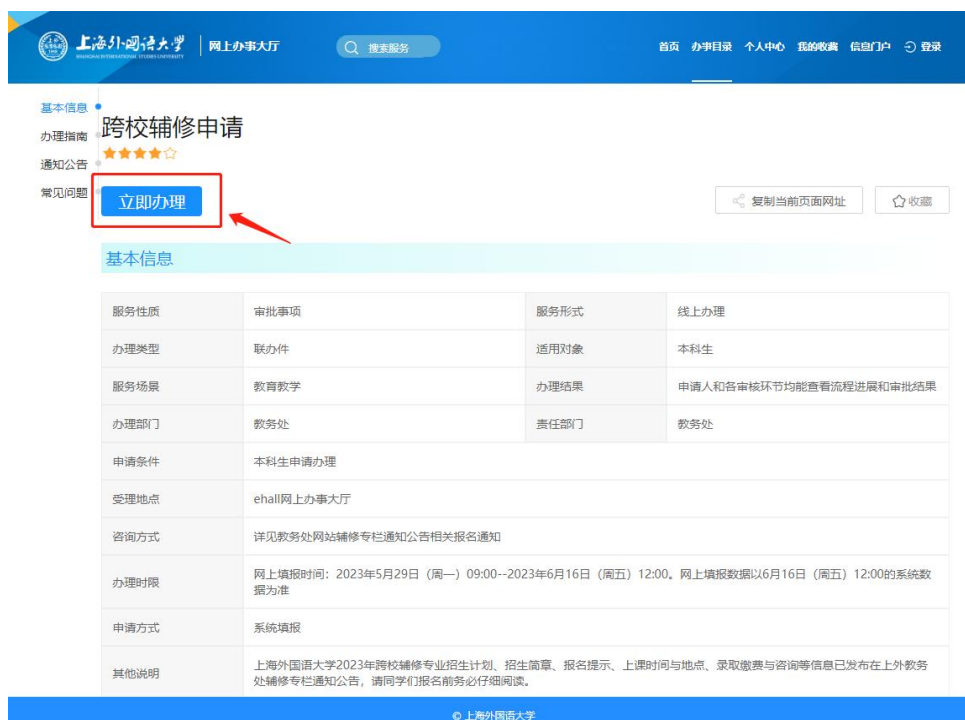 上海外国语大学
SHANGHAI INTERNATIONAL STUDIES UNIVERSITY
网上办事大厅
搜索服务
首页 办事目录 个人中心 我的收藏 信息门户 登录
基本信息
办理指南
通知公告
常见问题
跨校辅修申请
立即办理
复制当前页面网址
收藏
基本信息
服务性质 审批事项 服务形式 线上办理
办理类型 联办件 适用对象 本科生
服务场景 教育教学 办理结果 申请人和各审核环节均能查看流程进展和审批结果
办理部门 教务处 责任部门 教务处
申请条件 本科生申请办理
受理地点 ehall网上办事大厅
咨询方式 详见教务处网站辅修专栏通知公告相关报名通知
办理时限 网上填报时间：2023年5月29日（周一）09:00--2023年6月16日（周五）12:00。网上填报数据以6月16日（周五）12:00的系统数
据为准
申请方式 系统填报
其他说明 上海外国语大学2023年跨校辅修专业招生计划、招生简章、报名提示、上课时间与地点、录取缴费与咨询等信息已发布在上外教务
处辅修专栏通知公告，请同学们报名前务必仔细阅读。
© 上海外国语大学